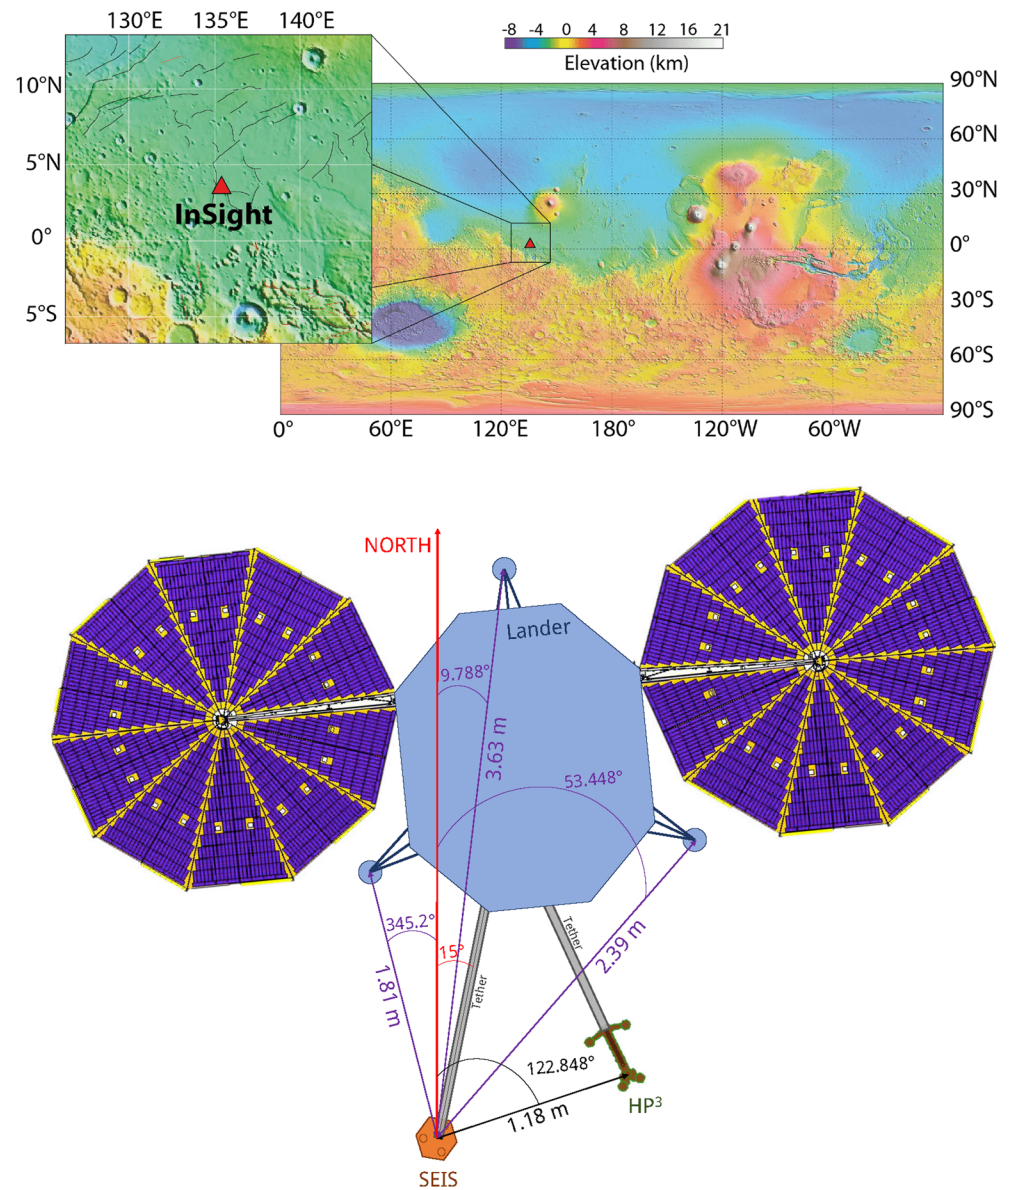 130°E 135°E 140°E
-8 -4 0 4 8 12 16 21
Elevation (km)
10°N
5°N
0°
5°S
InSight
90°N
60°N
30°N
0°
30°S
60°S
90°S
0° 60°E 120°E 180° 120°W 60°W
NORTH
Lander
9.788°
3.63 m
53.448°
345.2°
15°
Tether
Tether
1.81 m
2.39 m
122.848°
1.18 m
HP³
SEIS